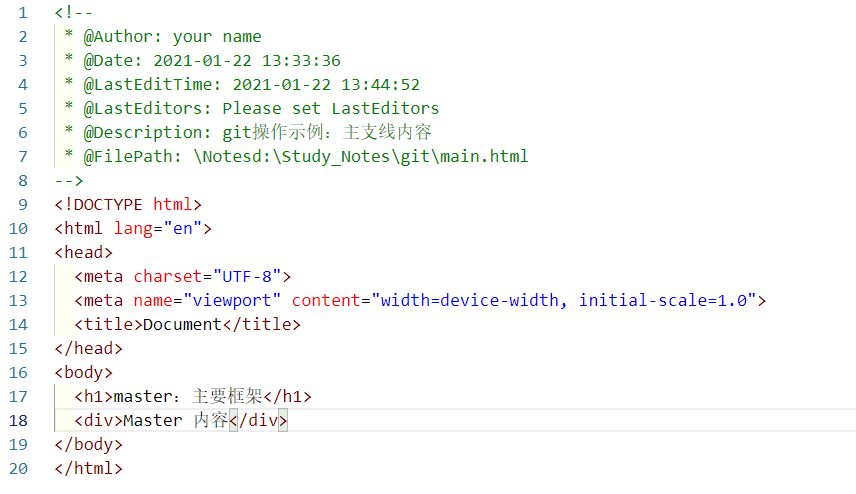 1 <!--
2  * @Author: your name
3  * @Date: 2021-01-22 13:33:36
4  * @LastEditTime: 2021-01-22 13:44:52
5  * @LastEditors: Please set LastEditors
6  * @Description: git操作示例：主支线内容
7  * @FilePath: \Notesd:\Study_Notes\git\main.html
8 -->
9 <!DOCTYPE html>
10 <html lang="en">
11 <head>
12   <meta charset="UTF-8">
13   <meta name="viewport" content="width=device-width, initial-scale=1.0">
14   <title>Document</title>
15 </head>
16 <body>
17   <h1>master：主要框架</h1>
18   <div>Master 内容</div>
19 </body>
20 </html>